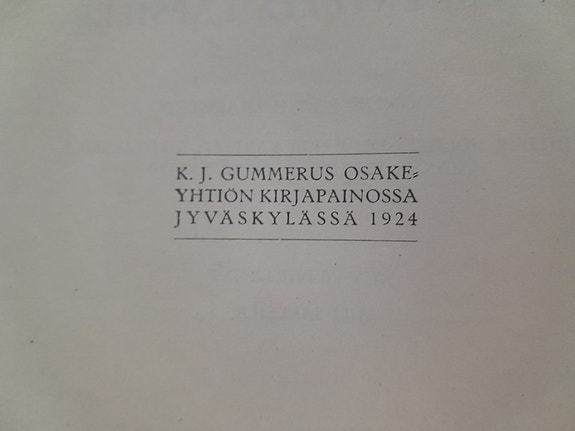 K. J. GUMMERUS OSAKE=
YHTIÖN KIRJAPAINOSSA
JYVÄSKYLÄSSÄ 1924